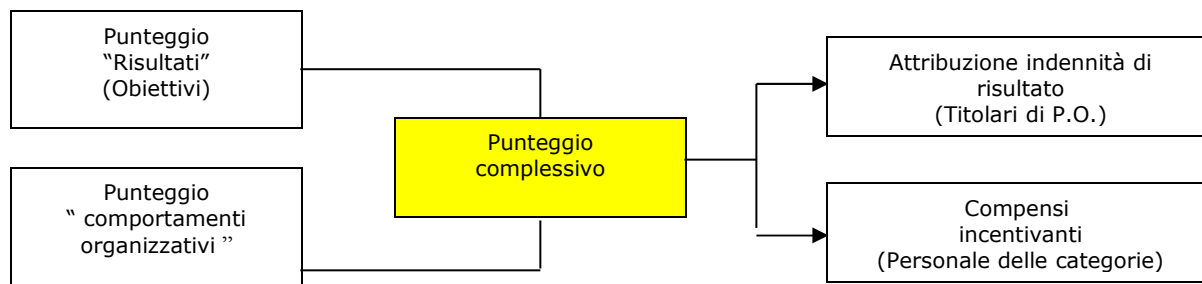 Punteggio
“Risultati”
(Obiettivi)
Punteggio
“ comportamenti
organizzativi ”
Punteggio
complessivo
Attribuzione indennità di
risultato
(Titolari di P.O.)
Compensi
incentivanti
(Personale delle categorie)